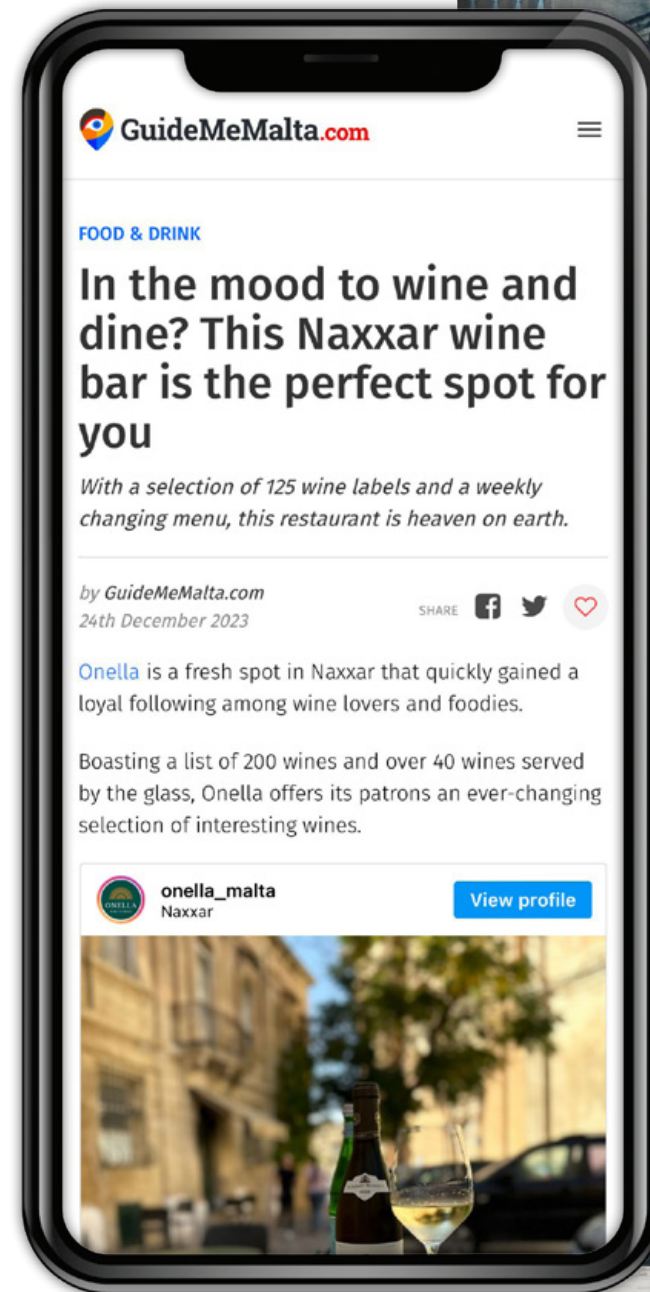 GuideMeMalta.com
FOOD & DRINK
In the mood to wine and
dine? This Naxxar wine
bar is the perfect spot for
you
With a selection of 125 wine labels and a weekly
changing menu, this restaurant is heaven on earth.
by GuideMeMalta.com
24th December 2023
SHARE
Onella is a fresh spot in Naxxar that quickly gained a
loyal following among wine lovers and foodies.
Boasting a list of 200 wines and over 40 wines served
by the glass, Onella offers its patrons an ever-changing
selection of interesting wines.
ONELLA
onella_malta
Naxxar
View profile